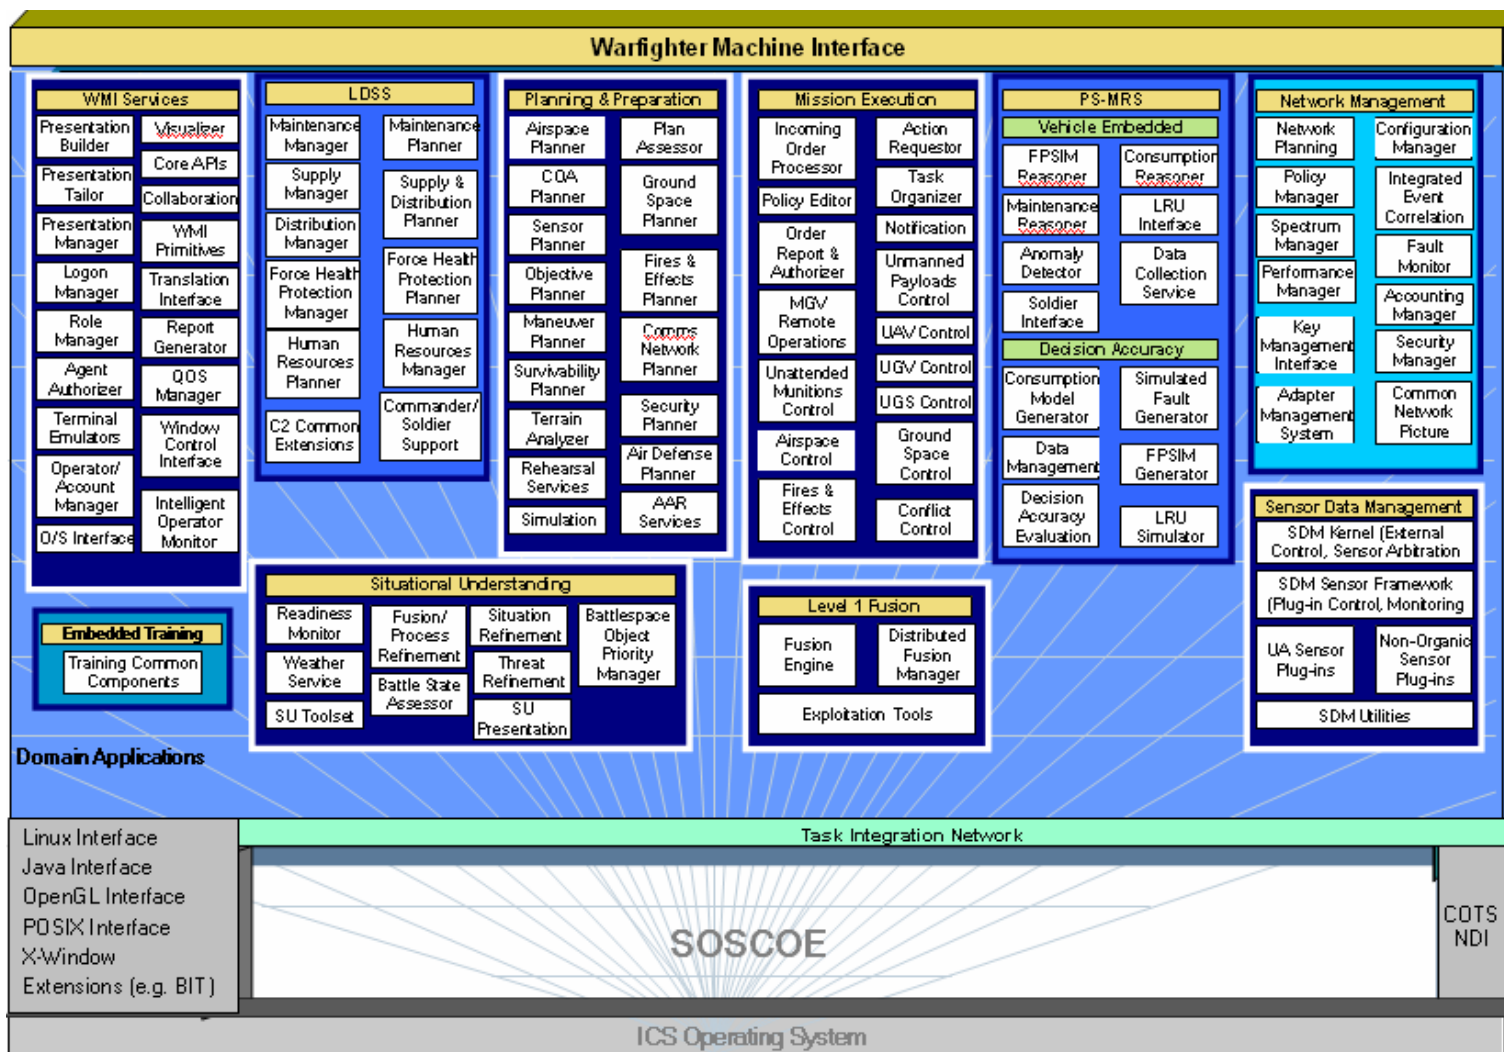 Warfighter Machine Interface
WMI Services
Presentation
Builder
Presentation
Tailor
Presentation
Manager
Logon
Manager
Role
Manager
Agent
Authorizer
Terminal
Emulators
Operator/
Account
Manager
O/S Interface
Visualizer
Core APIs
Collaboration
WMI
Primitives
Translation
Interface
Report
Generator
QOS
Manager
Window
Control
Interface
Intelligent
Operator
Monitor
LDSS
Maintenance
Manager
Supply
Manager
Distribution
Manager
Force Health
Protection
Manager
Human
Resources
Planner
C2 Common
Extensions
Maintenance
Planner
Supply &
Distribution
Planner
Force Health
Protection
Planner
Human
Resources
Manager
Commander/
Soldier
Support
Planning & Preparation
Airspace
Planner
COA
Planner
Sensor
Planner
Objective
Planner
Maneuver
Planner
Survivability
Planner
Terrain
Analyzer
Rehearsal
Services
Simulation
Plan
Assessor
Ground
Space
Planner
Fires &
Effects
Planner
Comms
Network
Planner
Security
Planner
Air Defense
Planner
AAR
Services
Mission Execution
Incoming
Order
Processor
Policy Editor
Order
Report &
Authorizer
MGV
Remote
Operations
Unattended
Munitions
Control
Airspace
Control
Fires &
Effects
Control
Action
Requestor
Task
Organizer
Notification
Unmanned
Payloads
Control
UAV Control
UGV Control
UGS Control
Ground
Space
Control
Conflict
Control
PS-MRS
Vehicle Embedded
FPSIM
Reasoner
Maintenance
Reasoner
Anomaly
Detector
Soldier
Interface
Consumption
Reasoner
LRU
Interface
Data
Collection
Service
Decision Accuracy
Consumption
Model
Generator
Data
Management
Decision
Accuracy
Evaluation
Simulated
Fault
Generator
FPSIM
Generator
LRU
Simulator
Network Management
Network
Planning
Policy
Manager
Spectrum
Manager
Performance
Manager
Key
Management
Interface
Adapter
Management
System
Configuration
Manager
Integrated
Event
Correlation
Fault
Monitor
Accounting
Manager
Security
Manager
Common
Network
Picture
Embedded Training
Training Common
Components
Situational Understanding
Readiness
Monitor
Weather
Service
SU Toolset
Fusion/
Process
Refinement
Battle State
Assessor
Situation
Refinement
Threat
Refinement
SU
Presentation
Battlespace
Object
Priority
Manager
Level 1 Fusion
Fusion
Engine
Distributed
Fusion
Manager
Exploitation Tools
Sensor Data Management
SDM Kernel (External
Control, Sensor Arbitration
SDM Sensor Framework
(Plug-in Control, Monitoring
UA Sensor
Plug-ins
Non-Organic
Sensor
Plug-ins
SDM Utilities
Domain Applications
Task Integration Network
Linux Interface
Java Interface
OpenGL Interface
POSIX Interface
X-Window
Extensions (e.g. BIT)
SOSCOE
COTS
NDI
ICS Operating System